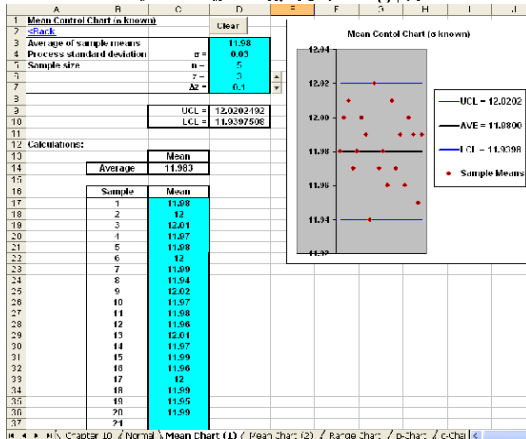 A B C D E F G H I J
1 Mean Control Chart (σ known)
Clear
2 <Back
3 Average of sample means 11.98
4 Process standard deviation σ = 0.03
5 Sample size n = 5
6 z = 3
7 Δz = 0.1
8
9 UCL = 12.0202492
10 LCL = 11.9397508
11
12 Calculations:
13 Mean
14 Average 11.983
15
16 Sample Mean
17 1 11.98
18 2 12
19 3 12.01
20 4 11.97
21 5 11.98
22 6 12
23 7 11.99
24 8 11.94
25 9 12.02
26 10 11.97
27 11 11.98
28 12 11.96
29 13 12.01
30 14 11.97
31 15 11.99
32 16 11.96
33 17 12
34 18 11.99
35 19 11.95
36 20 11.99
37 21
Mean Contol Chart (σ known)
12.04
12.02
12.00
11.98
11.96
11.94
11.92
UCL = 12.0202
AVE = 11.9800
LCL = 11.9398
Sample Means
Chapter 10 / Normal \ Mean Chart (1) / Mean Chart (2) / Range Chart / p-Chart / c-Chai